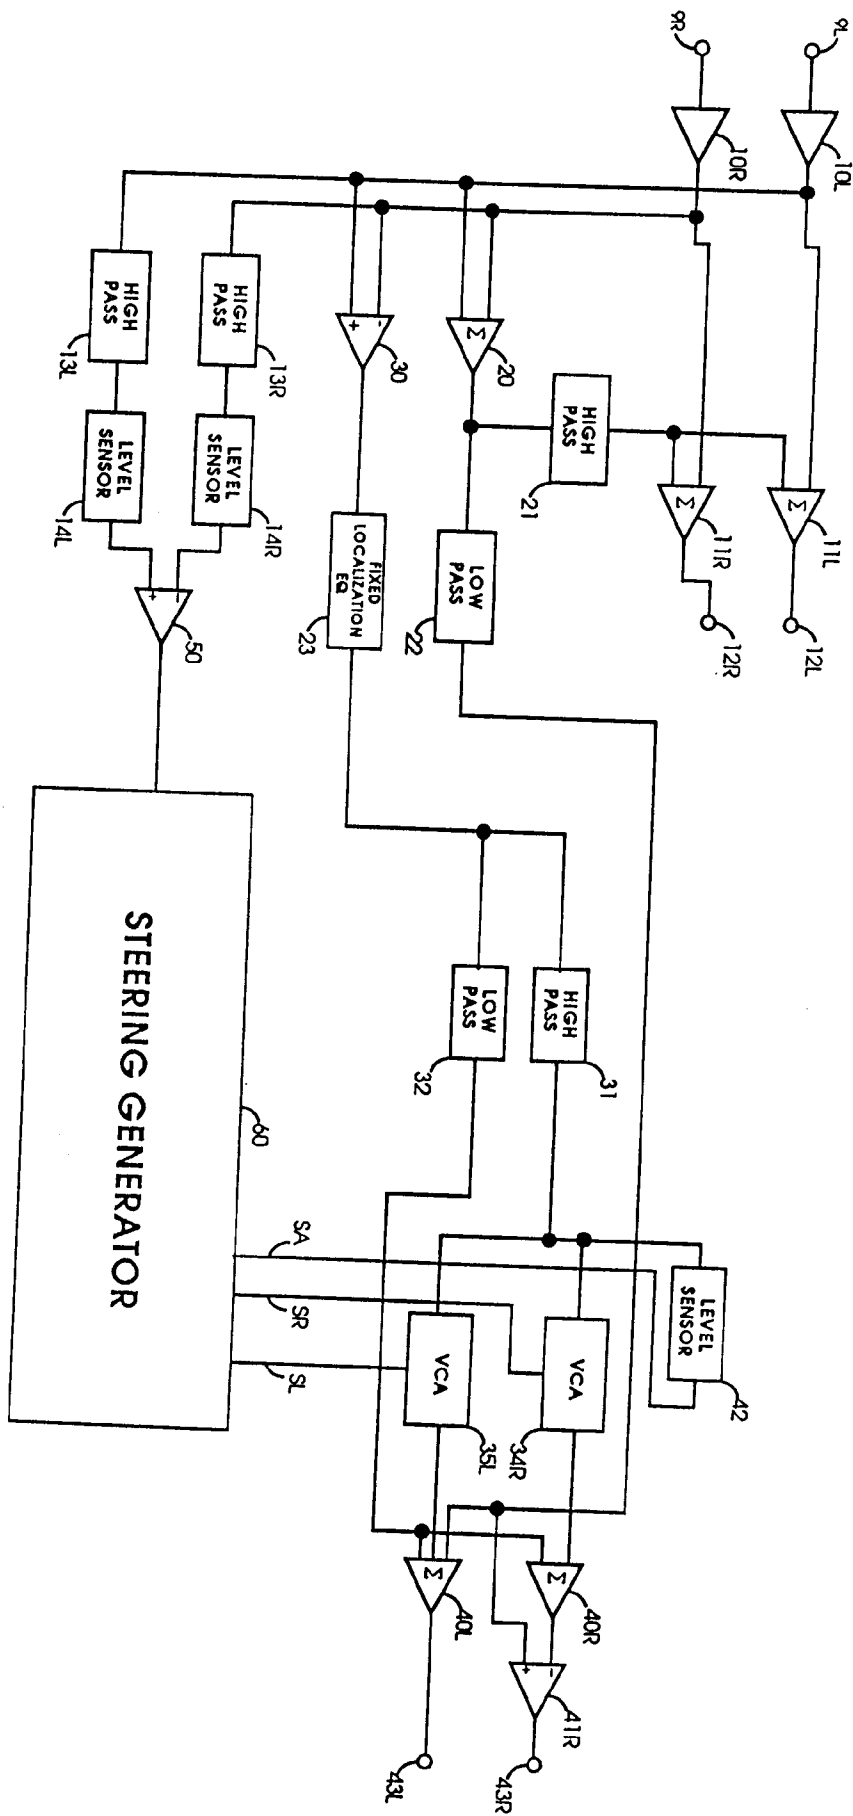 9L
9R
10L
10R
HIGH
PASS
13L
HIGH
PASS
13R
LEVEL
SENSOR
14L
LEVEL
SENSOR
14R
- +
50
- +
30
Σ
20
HIGH
PASS
21
Σ
11R
Σ
11L
12R
12L
FIXED
LOCALIZATION
EQ
23
LOW
PASS
22
STEERING GENERATOR
60
LOW
PASS
32
HIGH
PASS
31
SA
SR
SL
LEVEL
SENSOR
42
VCA
35L
VCA
34R
Σ
40L
Σ
40R
- +
41R
43L
43R